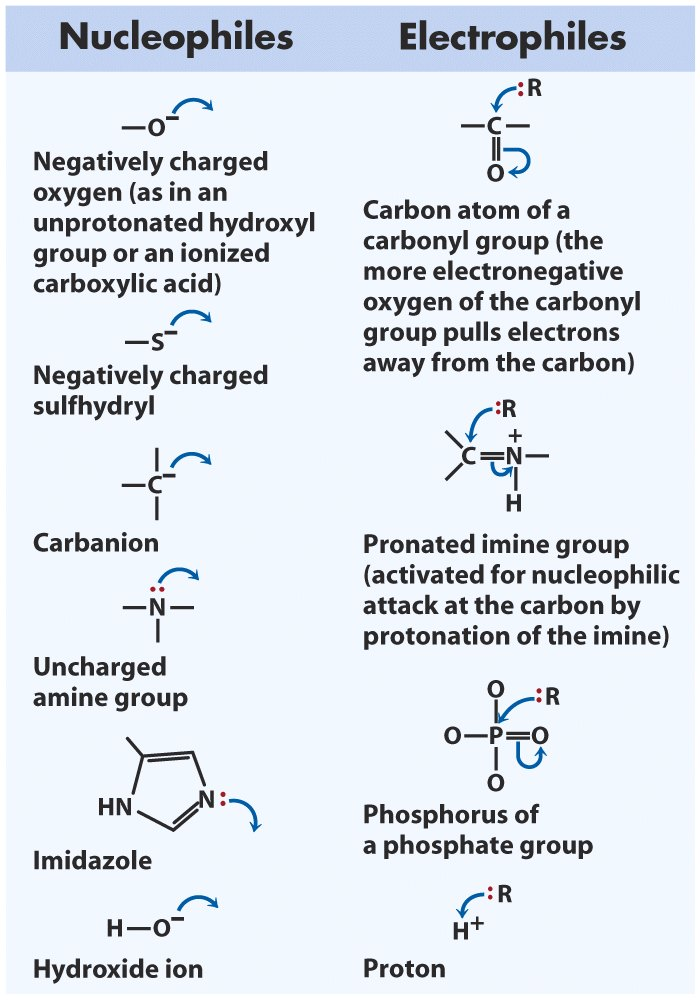 Nucleophiles
—O⁻
Negatively charged
oxygen (as in an
unprotonated hydroxyl
group or an ionized
carboxylic acid)
—S⁻
Negatively charged
sulfhydryl
—C⁻
Carbanion
—N—
Uncharged
amine group
HN N:
Imidazole
H—O⁻
Hydroxide ion
Electrophiles
:R
—C—
O
Carbon atom of a
carbonyl group (the
more electronegative
oxygen of the carbonyl
group pulls electrons
away from the carbon)
:R
+
C=N—
H
Pronated imine group
(activated for nucleophilic
attack at the carbon by
protonation of the imine)
O :R
O—P=O
O
Phosphorus of
a phosphate group
:R
H⁺
Proton